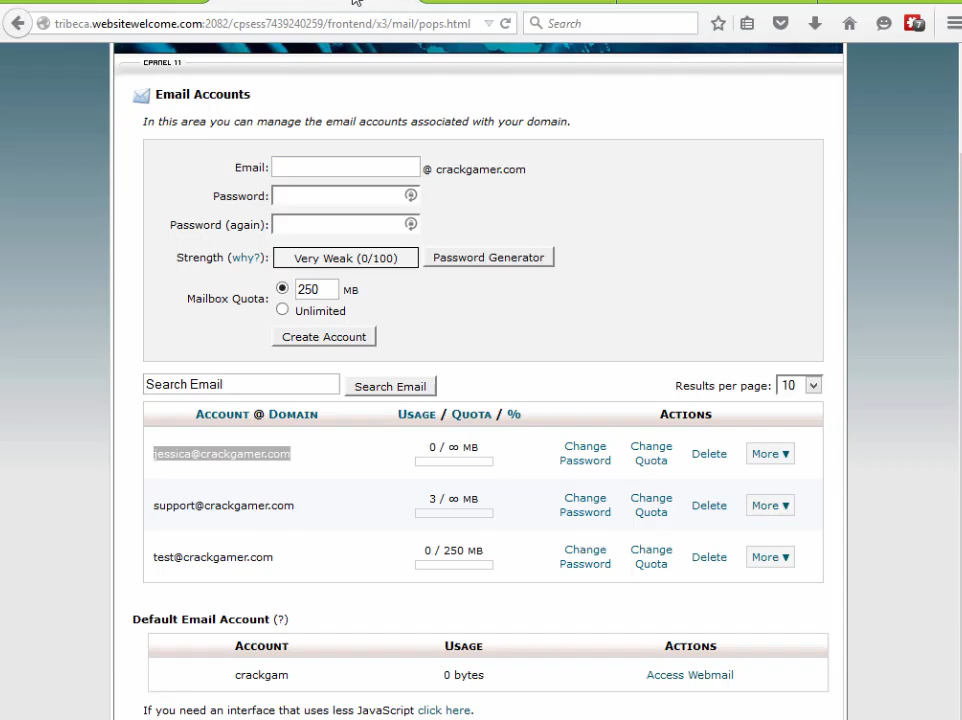 tribeca.websitewelcome.com:2082/cpsess7439240259/frontend/x3/mail/pops.html
Search
7
CPANEL 11
Email Accounts
In this area you can manage the email accounts associated with your domain.
Email: @ crackgamer.com
Password:
Password (again):
Strength (why?): Very Weak (0/100) Password Generator
Mailbox Quota: 250 MB
Unlimited
Create Account
Search Email Search Email Results per page: 10
ACCOUNT @ DOMAIN USAGE / QUOTA / % ACTIONS
jessica@crackgamer.com 0 / ∞ MB Change Password Change Quota Delete More ▼
support@crackgamer.com 3 / ∞ MB Change Password Change Quota Delete More ▼
test@crackgamer.com 0 / 250 MB Change Password Change Quota Delete More ▼
Default Email Account (?)
ACCOUNT USAGE ACTIONS
crackgam 0 bytes Access Webmail
If you need an interface that uses less JavaScript click here.